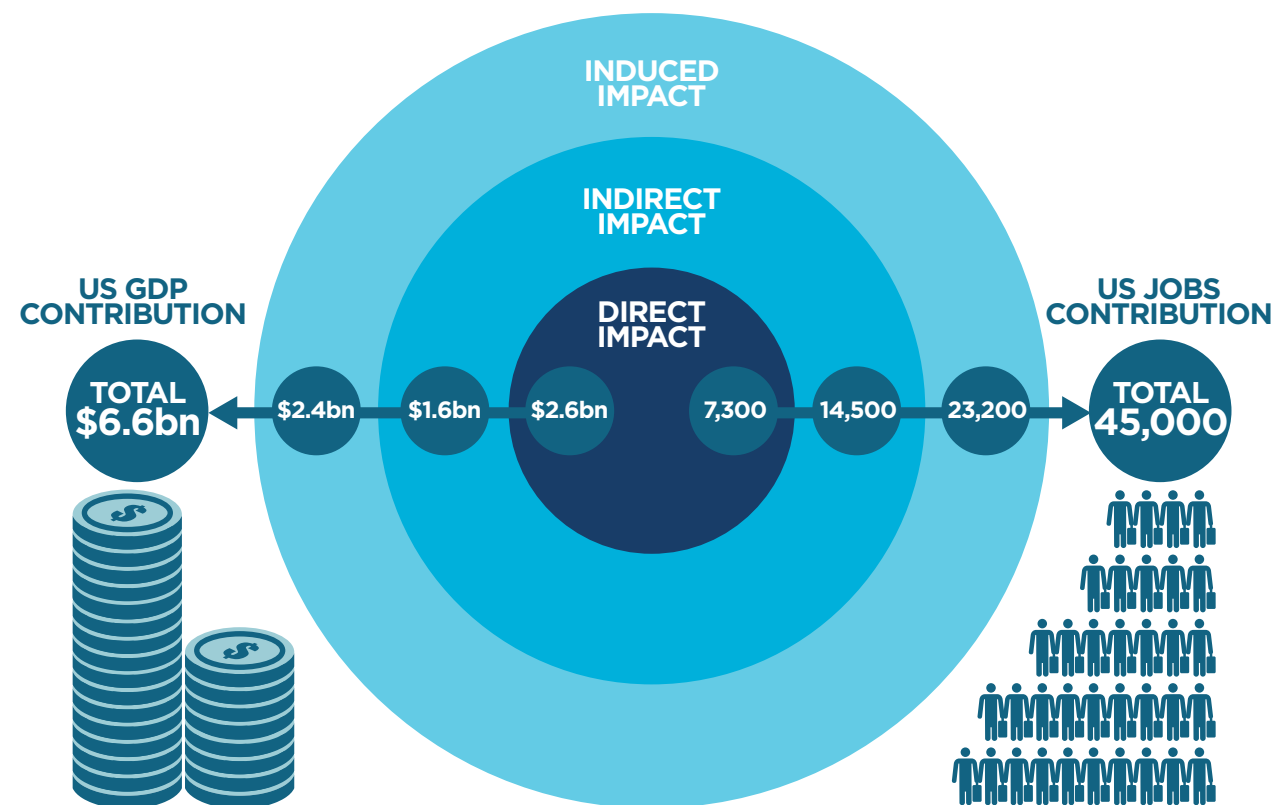 INDUCED
IMPACT
INDIRECT
IMPACT
DIRECT
IMPACT
US GDP
CONTRIBUTION
TOTAL
$6.6bn
$2.4bn
$1.6bn
$2.6bn
7,300
14,500
23,200
US JOBS
CONTRIBUTION
TOTAL
45,000
$
$